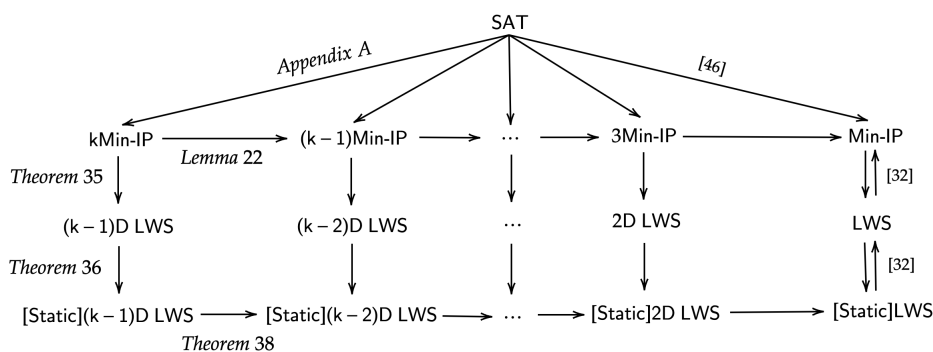 SAT
Appendix A
[46]
kMin-IP
(k – 1)Min-IP
...
3Min-IP
Min-IP
Lemma 22
Theorem 35
[32]
(k – 1)D LWS
(k – 2)D LWS
...
2D LWS
LWS
Theorem 36
[32]
[Static](k – 1)D LWS
[Static](k – 2)D LWS
...
[Static]2D LWS
[Static]LWS
Theorem 38